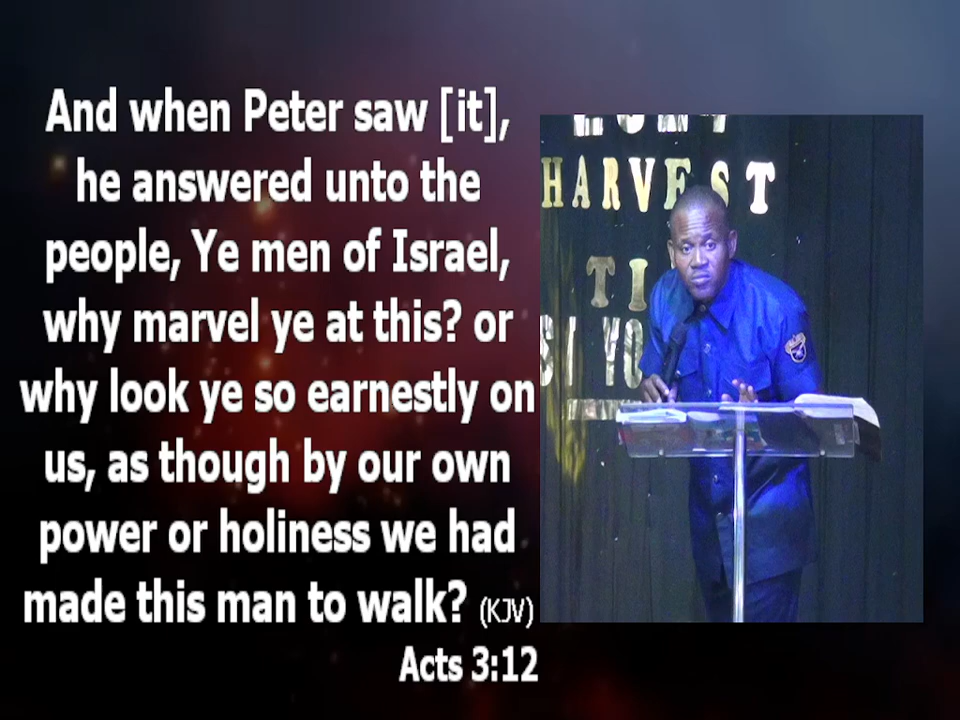 And when Peter saw [it],
he answered unto the
people, Ye men of Israel,
why marvel ye at this? or
why look ye so earnestly on
us, as though by our own
power or holiness we had
made this man to walk? (KJV)
Acts 3:12
HARVEST
TI
YO